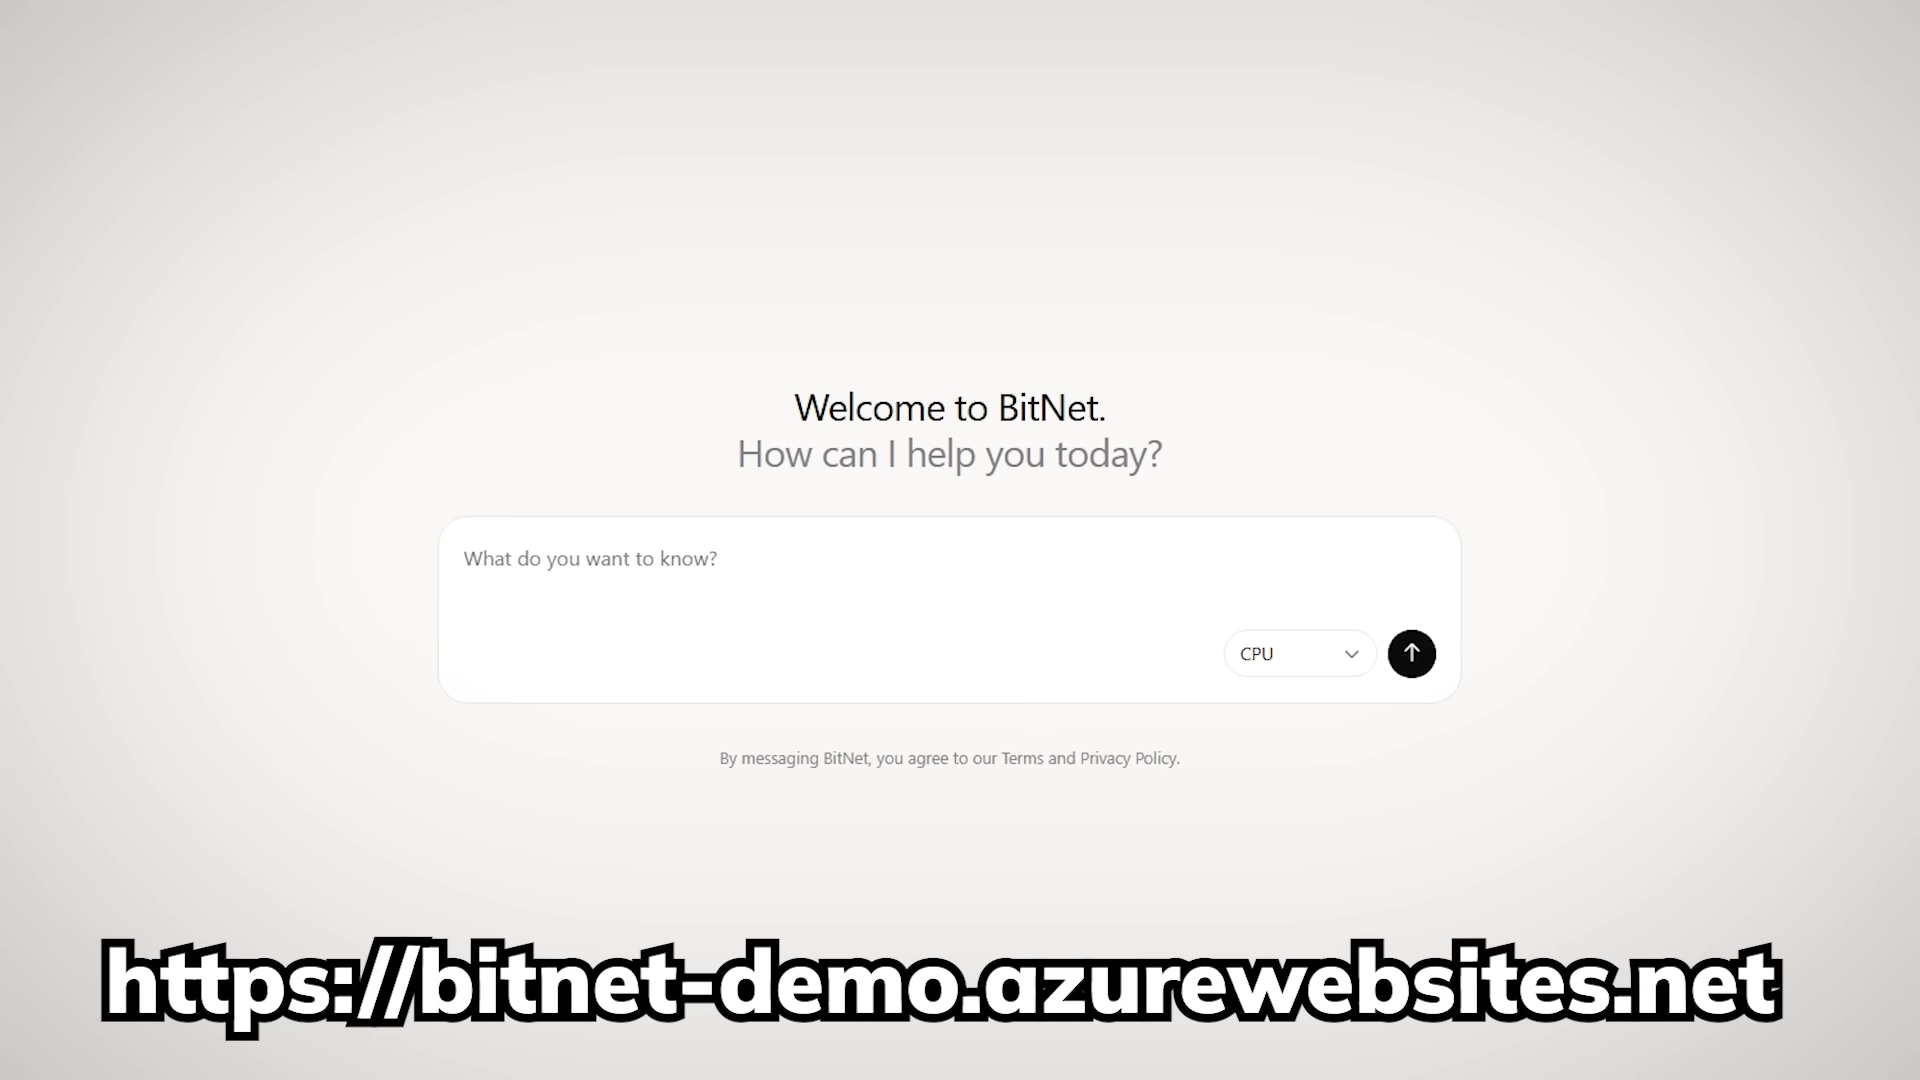 Welcome to BitNet.
How can I help you today?
What do you want to know?
CPU
By messaging BitNet, you agree to our Terms and Privacy Policy.
https://bitnet-demo.azurewebsites.net